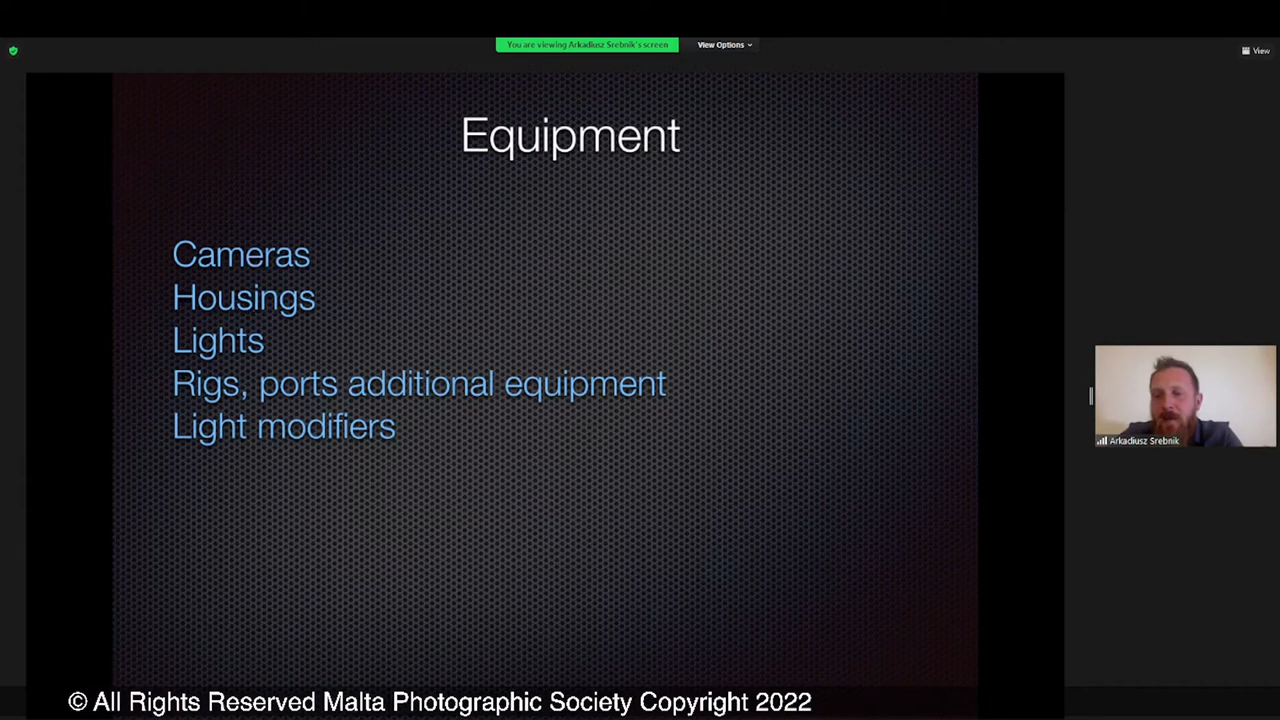 You are viewing Arkadiusz Srebnik's screen
View Options
View
Equipment
Cameras
Housings
Lights
Rigs, ports additional equipment
Light modifiers
Arkadiusz Srebnik
© All Rights Reserved Malta Photographic Society Copyright 2022